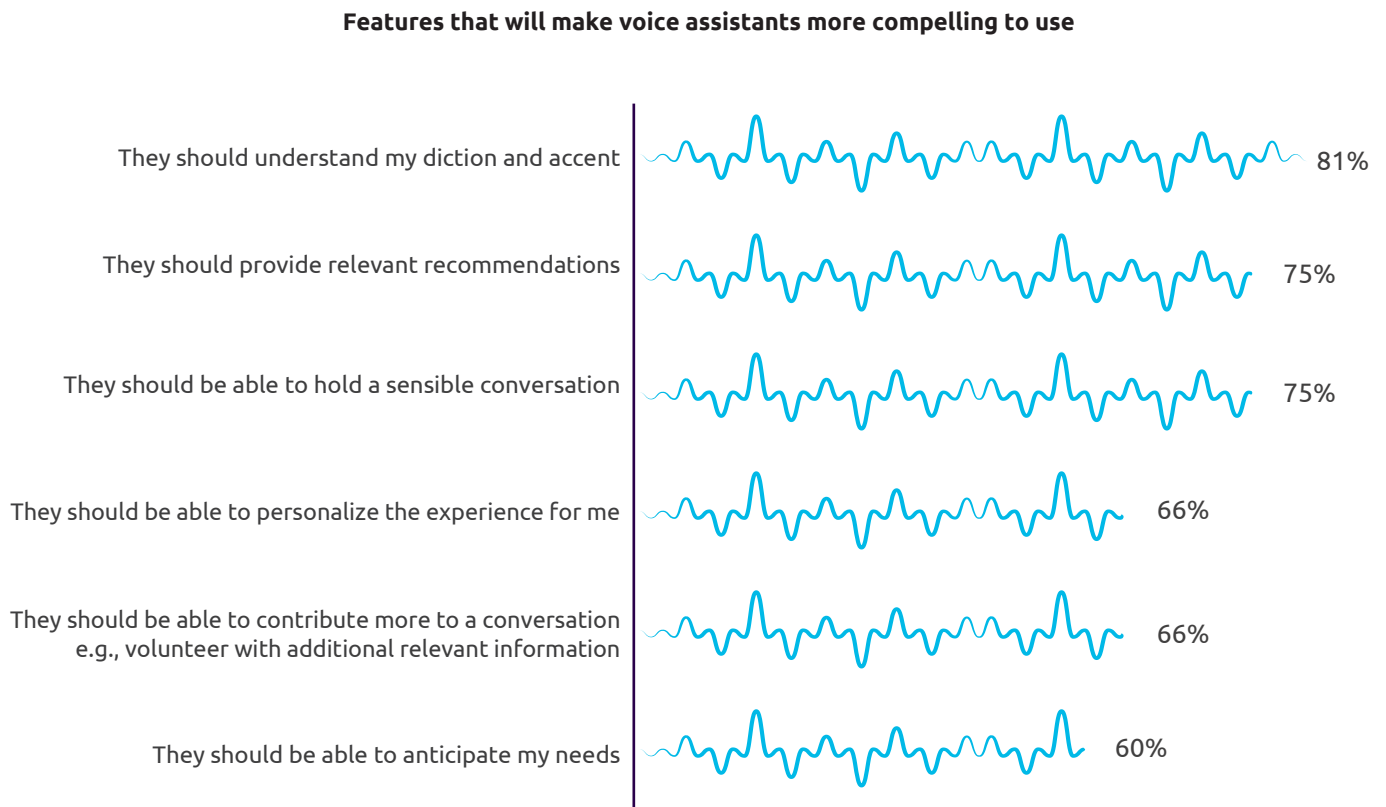 Features that will make voice assistants more compelling to use
They should understand my diction and accent
81%
They should provide relevant recommendations
75%
They should be able to hold a sensible conversation
75%
They should be able to personalize the experience for me
66%
They should be able to contribute more to a conversation
e.g., volunteer with additional relevant information
66%
They should be able to anticipate my needs
60%